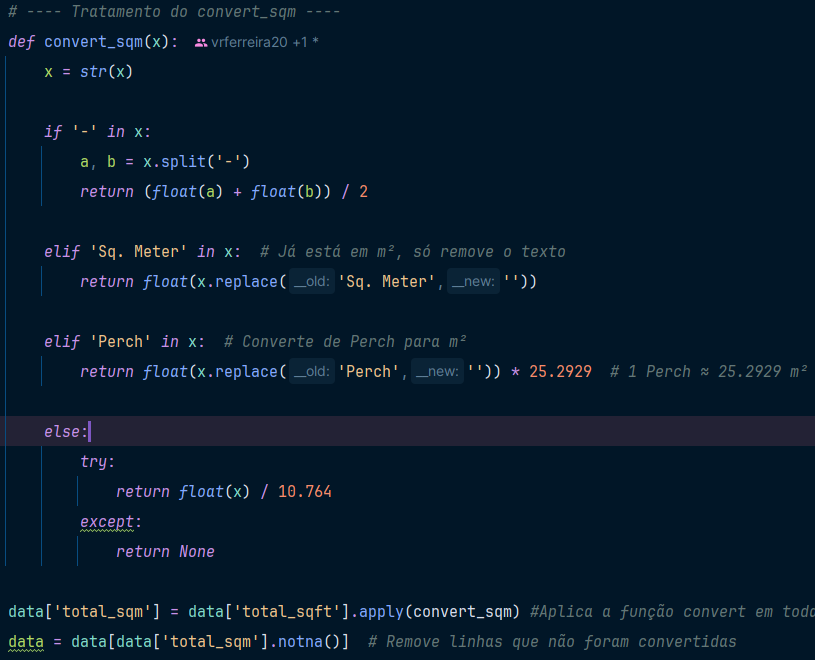 # ---- Tratamento do convert_sqm ----
def convert_sqm(x): vrferreira20 +1 *
x = str(x)
if '-' in x:
a, b = x.split('-')
return (float(a) + float(b)) / 2
elif 'Sq. Meter' in x: # Já está em m², só remove o texto
return float(x.replace(__old: 'Sq. Meter', __new: ''))
elif 'Perch' in x: # Converte de Perch para m²
return float(x.replace(__old: 'Perch', __new: '')) * 25.2929 # 1 Perch ≈ 25.2929 m²
else:
try:
return float(x) / 10.764
except:
return None
data['total_sqm'] = data['total_sqft'].apply(convert_sqm) #Aplica a função convert em toda
data = data[data['total_sqm'].notna()] # Remove linhas que não foram convertidas